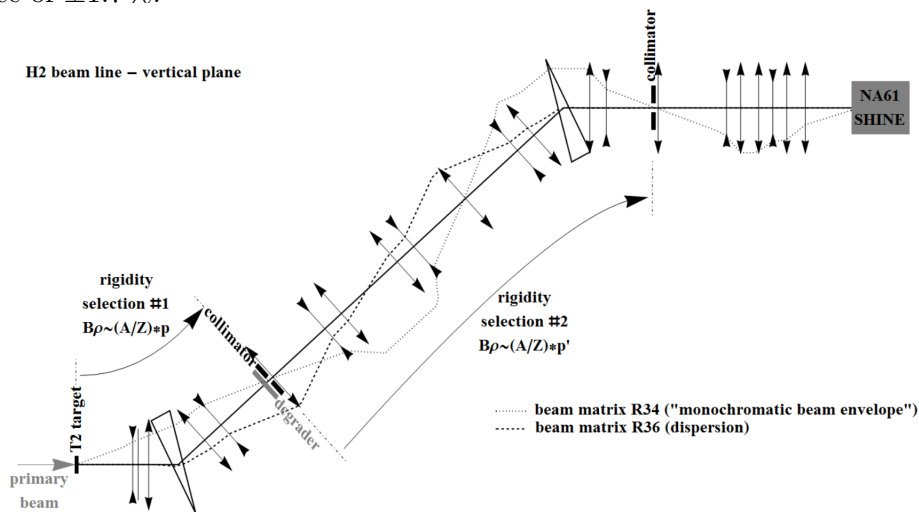 H2 beam line – vertical plane
collimator
NA61
SHINE
rigidity
selection #1
Bρ~(A/Z)*p
collimator
degrader
T2 target
primary
beam
rigidity
selection #2
Bρ~(A/Z)*p'
beam matrix R34 ("monochromatic beam envelope")
beam matrix R36 (dispersion)